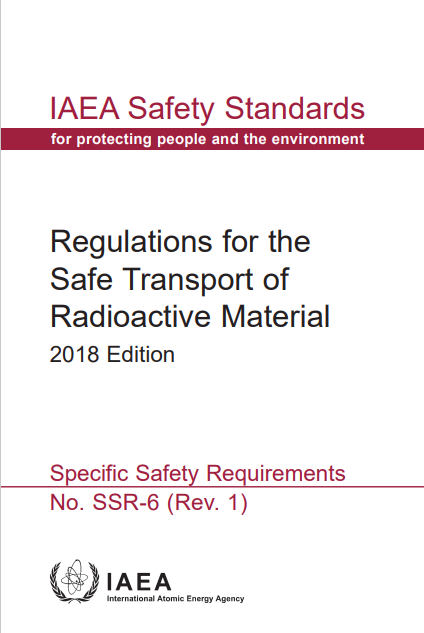 IAEA Safety Standards
for protecting people and the environment
Regulations for the
Safe Transport of
Radioactive Material
2018 Edition
Specific Safety Requirements
No. SSR-6 (Rev. 1)
IAEA
International Atomic Energy Agency